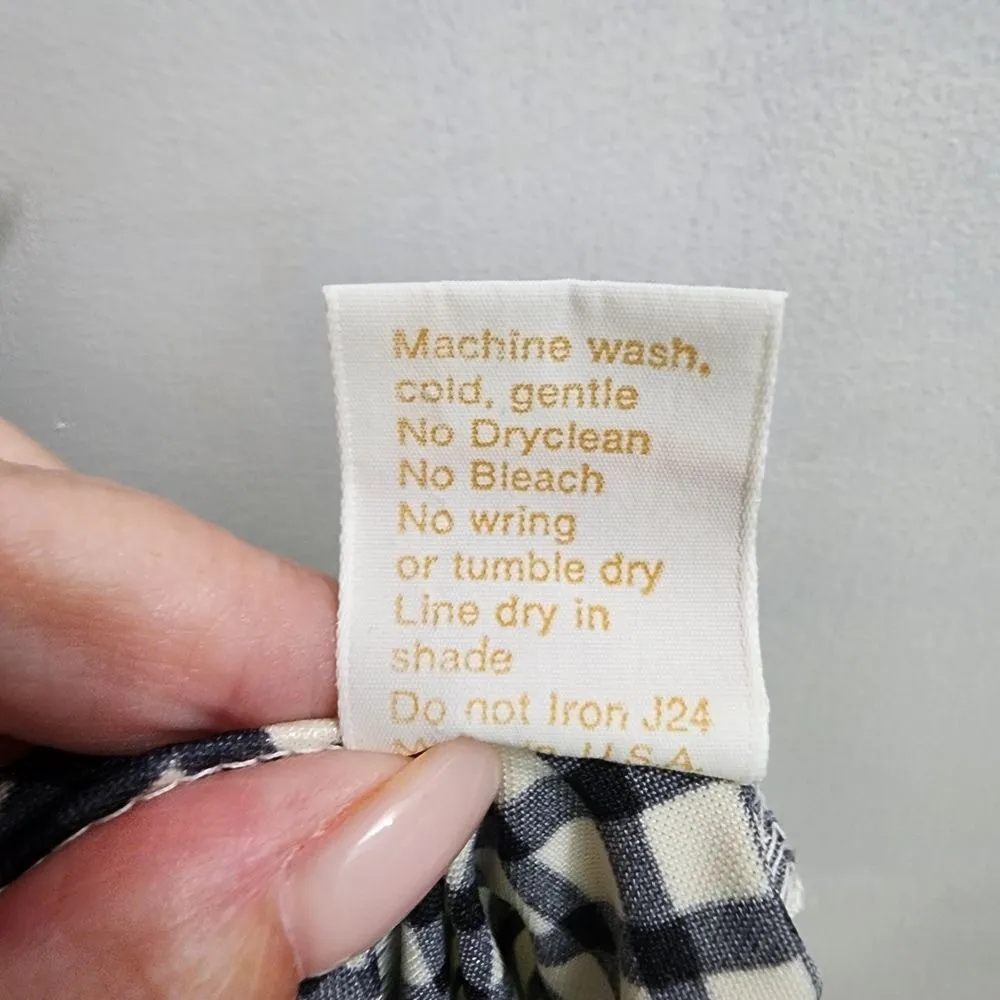 Machine wash,
cold, gentle
No Dryclean
No Bleach
No wring
or tumble dry
Line dry in
shade
Do not Iron J24
U.S.A.